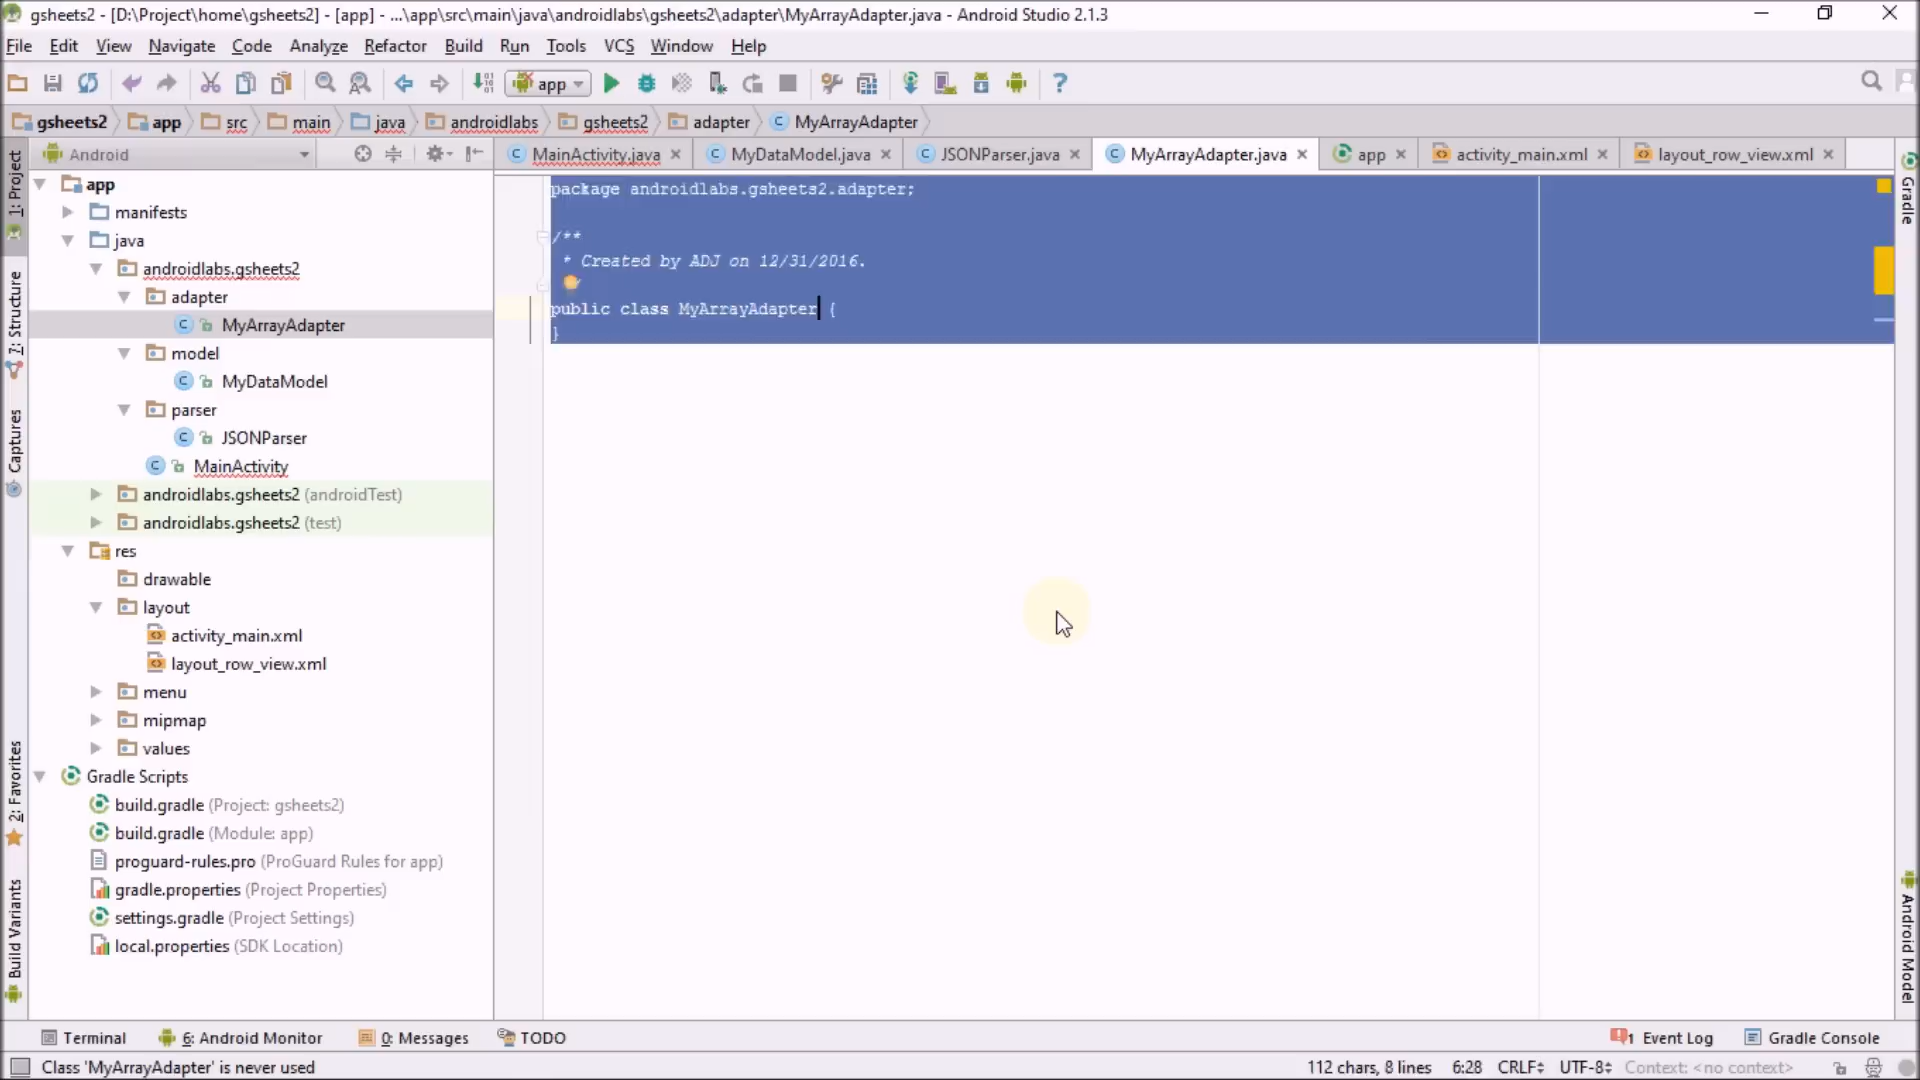 gsheets2 - [D:\Project\home\gsheets2] - [app] - ...\app\src\main\java\androidlabs\gsheets2\adapter\MyArrayAdapter.java - Android Studio 2.1.3
File Edit View Navigate Code Analyze Refactor Build Run Tools VCS Window Help
app
gsheets2 app src main java androidlabs gsheets2 adapter MyArrayAdapter
Android
MainActivity.java MyDataModel.java JSONParser.java MyArrayAdapter.java app activity_main.xml layout_row_view.xml
1: Project
7: Structure
Captures
2: Favorites
Build Variants
app
manifests
java
androidlabs.gsheets2
adapter
MyArrayAdapter
model
MyDataModel
parser
JSONParser
MainActivity
androidlabs.gsheets2 (androidTest)
androidlabs.gsheets2 (test)
res
drawable
layout
activity_main.xml
layout_row_view.xml
menu
mipmap
values
Gradle Scripts
build.gradle (Project: gsheets2)
build.gradle (Module: app)
proguard-rules.pro (ProGuard Rules for app)
gradle.properties (Project Properties)
settings.gradle (Project Settings)
local.properties (SDK Location)
package androidlabs.gsheets2.adapter;
/**
* Created by ADJ on 12/31/2016.
/
public class MyArrayAdapter {
}
Gradle
Android Model
Terminal 6: Android Monitor 0: Messages TODO 1 Event Log Gradle Console
Class 'MyArrayAdapter' is never used 112 chars, 8 lines 6:28 CRLF UTF-8 Context: <no context>